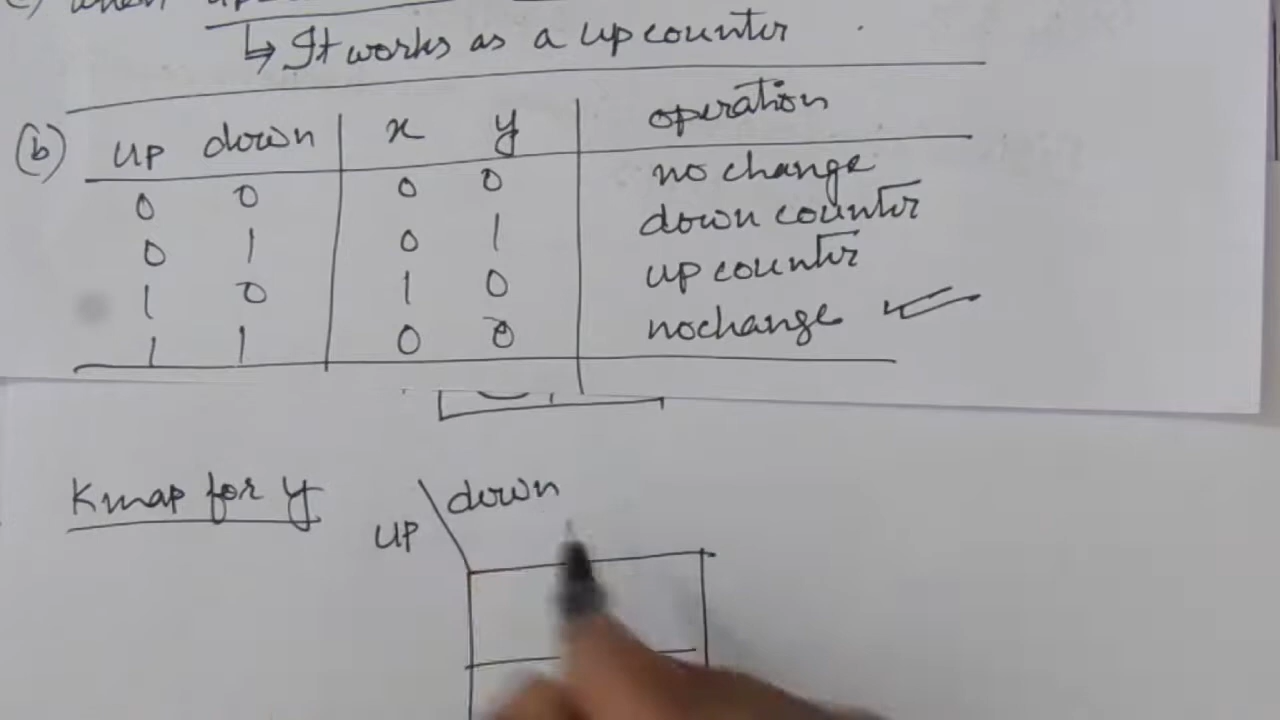 It works as a up counter
(b) up down x y operation
0 0 0 0 no change
0 1 0 1 down counter
1 0 1 0 up counter
1 1 0 0 nochange
Kmap for y
down
UP